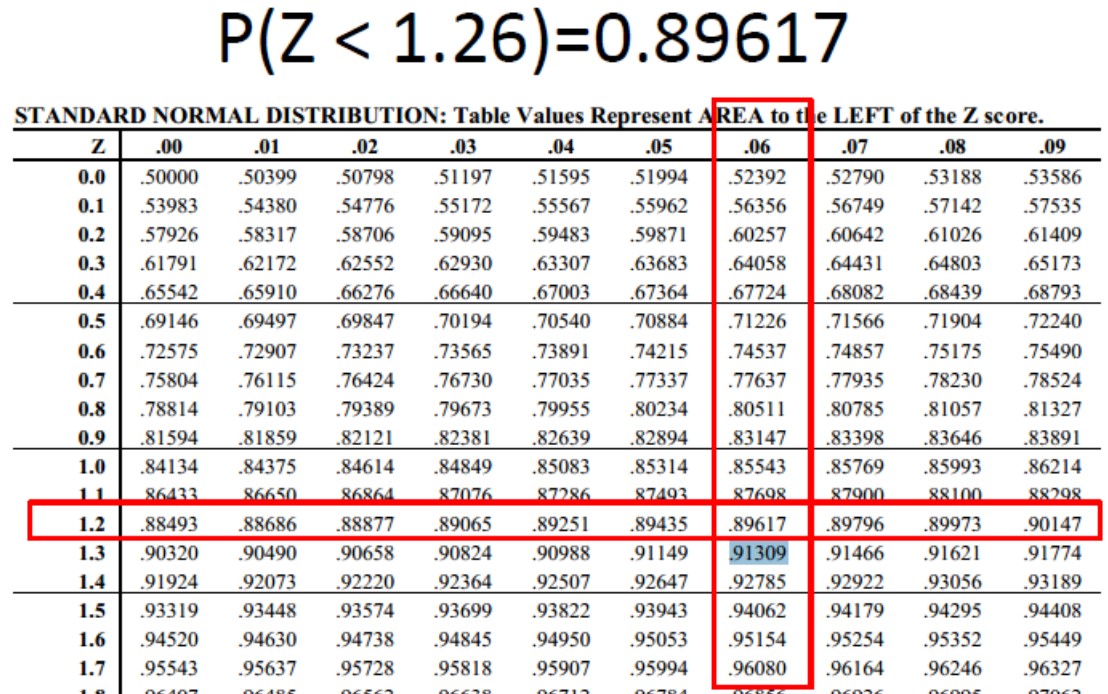 P(Z < 1.26)=0.89617
STANDARD NORMAL DISTRIBUTION: Table Values Represent AREA to the LEFT of the Z score.
Z .00 .01 .02 .03 .04 .05 .06 .07 .08 .09
0.0 .50000 .50399 .50798 .51197 .51595 .51994 .52392 .52790 .53188 .53586
0.1 .53983 .54380 .54776 .55172 .55567 .55962 .56356 .56749 .57142 .57535
0.2 .57926 .58317 .58706 .59095 .59483 .59871 .60257 .60642 .61026 .61409
0.3 .61791 .62172 .62552 .62930 .63307 .63683 .64058 .64431 .64803 .65173
0.4 .65542 .65910 .66276 .66640 .67003 .67364 .67724 .68082 .68439 .68793
0.5 .69146 .69497 .69847 .70194 .70540 .70884 .71226 .71566 .71904 .72240
0.6 .72575 .72907 .73237 .73565 .73891 .74215 .74537 .74857 .75175 .75490
0.7 .75804 .76115 .76424 .76730 .77035 .77337 .77637 .77935 .78230 .78524
0.8 .78814 .79103 .79389 .79673 .79955 .80234 .80511 .80785 .81057 .81327
0.9 .81594 .81859 .82121 .82381 .82639 .82894 .83147 .83398 .83646 .83891
1.0 .84134 .84375 .84614 .84849 .85083 .85314 .85543 .85769 .85993 .86214
1.1 .86433 .86650 .86864 .87076 .87286 .87493 .87698 .87900 .88100 .88298
1.2 .88493 .88686 .88877 .89065 .89251 .89435 .89617 .89796 .89973 .90147
1.3 .90320 .90490 .90658 .90824 .90988 .91149 .91309 .91466 .91621 .91774
1.4 .91924 .92073 .92220 .92364 .92507 .92647 .92785 .92922 .93056 .93189
1.5 .93319 .93448 .93574 .93699 .93822 .93943 .94062 .94179 .94295 .94408
1.6 .94520 .94630 .94738 .94845 .94950 .95053 .95154 .95254 .95352 .95449
1.7 .95543 .95637 .95728 .95818 .95907 .95994 .96080 .96164 .96246 .96327